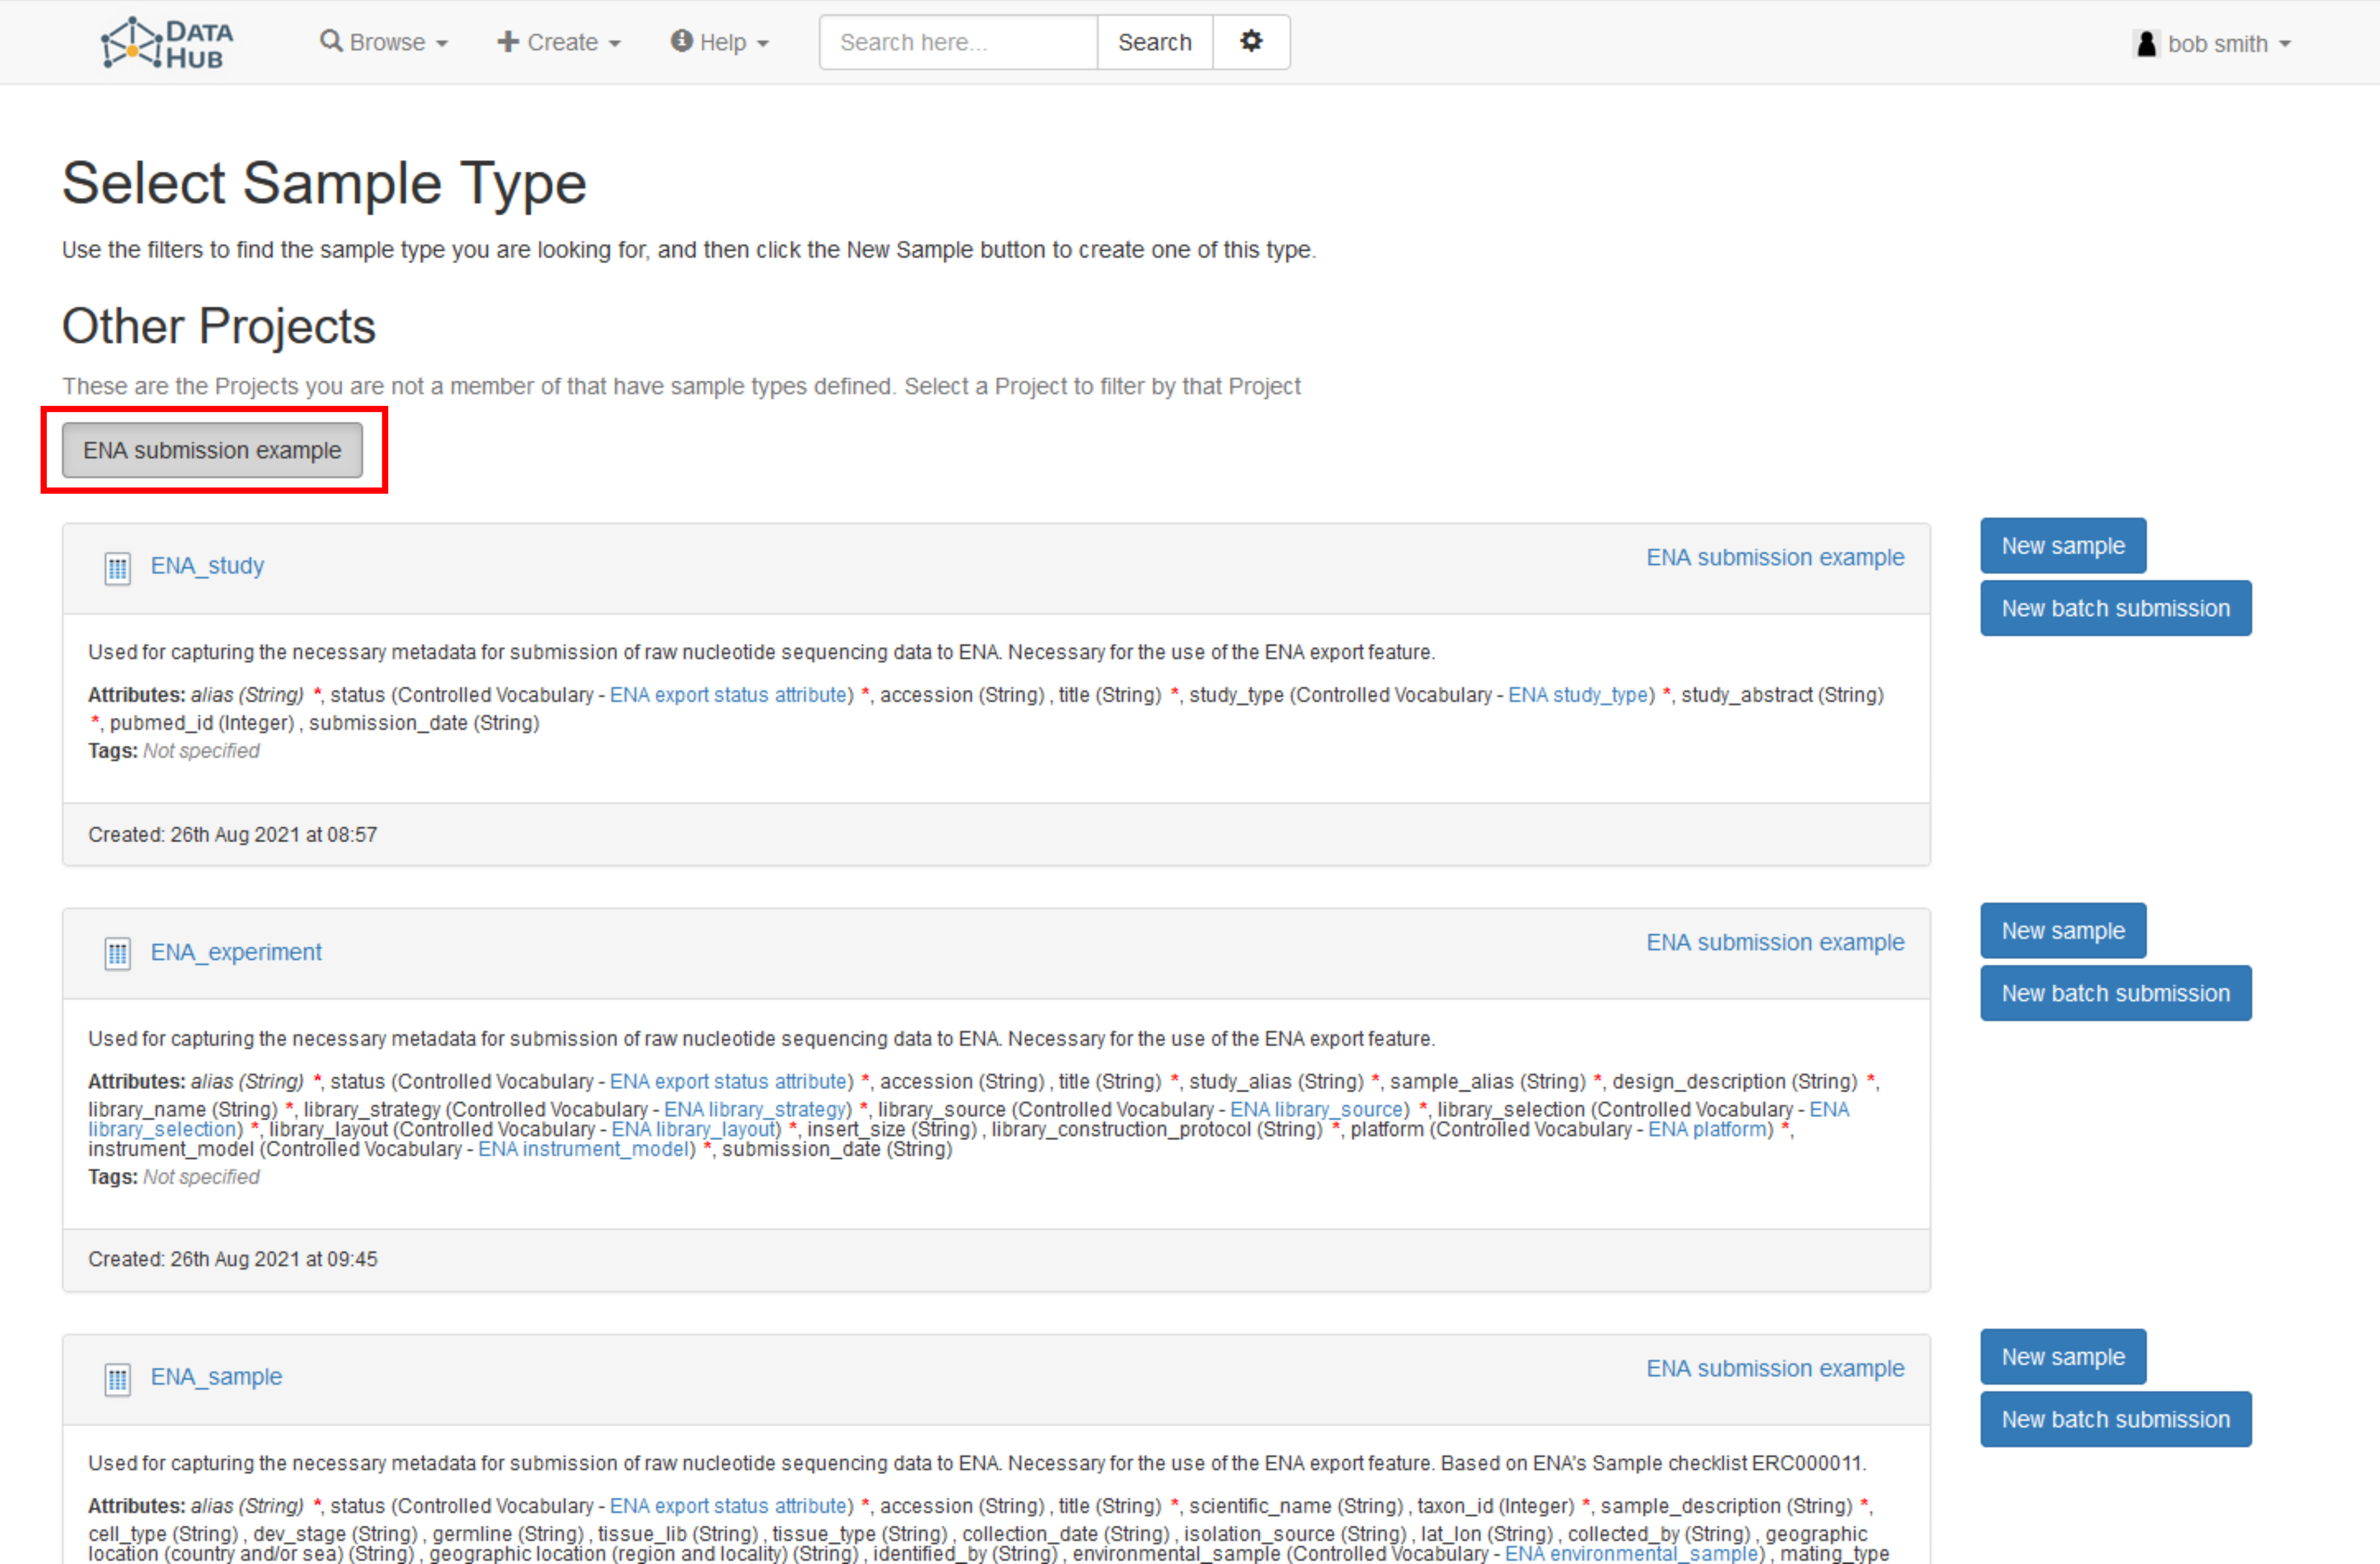 DATA HUB Browse Create Help Search here... Search bob smith
Select Sample Type
Use the filters to find the sample type you are looking for, and then click the New Sample button to create one of this type.
Other Projects
These are the Projects you are not a member of that have sample types defined. Select a Project to filter by that Project
ENA submission example
ENA_study ENA submission example New sample
New batch submission
Used for capturing the necessary metadata for submission of raw nucleotide sequencing data to ENA. Necessary for the use of the ENA export feature.
Attributes: alias (String) *, status (Controlled Vocabulary - ENA export status attribute) *, accession (String) , title (String) *, study_type (Controlled Vocabulary - ENA study_type) *, study_abstract (String)
*, pubmed_id (Integer) , submission_date (String)
Tags: Not specified
Created: 26th Aug 2021 at 08:57
ENA_experiment ENA submission example New sample
New batch submission
Used for capturing the necessary metadata for submission of raw nucleotide sequencing data to ENA. Necessary for the use of the ENA export feature.
Attributes: alias (String) *, status (Controlled Vocabulary - ENA export status attribute) *, accession (String) , title (String) *, study_alias (String) *, sample_alias (String) *, design_description (String) *,
library_name (String) *, library_strategy (Controlled Vocabulary - ENA library_strategy) *, library_source (Controlled Vocabulary - ENA library_source) *, library_selection (Controlled Vocabulary - ENA
library_selection) *, library_layout (Controlled Vocabulary - ENA library_layout) *, insert_size (String) , library_construction_protocol (String) *, platform (Controlled Vocabulary - ENA platform) *,
instrument_model (Controlled Vocabulary - ENA instrument_model) *, submission_date (String)
Tags: Not specified
Created: 26th Aug 2021 at 09:45
ENA_sample ENA submission example New sample
New batch submission
Used for capturing the necessary metadata for submission of raw nucleotide sequencing data to ENA. Necessary for the use of the ENA export feature. Based on ENA's Sample checklist ERC000011.
Attributes: alias (String) *, status (Controlled Vocabulary - ENA export status attribute) *, accession (String) , title (String) *, scientific_name (String) , taxon_id (Integer) *, sample_description (String) *,
cell_type (String) , dev_stage (String) , germline (String) , tissue_lib (String) , tissue_type (String) , collection_date (String) , isolation_source (String) , lat_lon (String) , collected_by (String) , geographic
location (country and/or sea) (String) , geographic location (region and locality) (String) , identified_by (String) , environmental_sample (Controlled Vocabulary - ENA environmental_sample) , mating_type